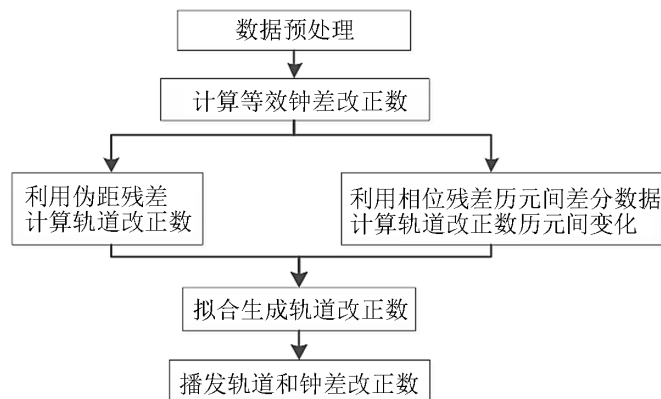 数据预处理
计算等效钟差改正数
利用伪距残差
计算轨道改正数
利用相位残差历元间差分数据
计算轨道改正数历元间变化
拟合生成轨道改正数
播发轨道和钟差改正数